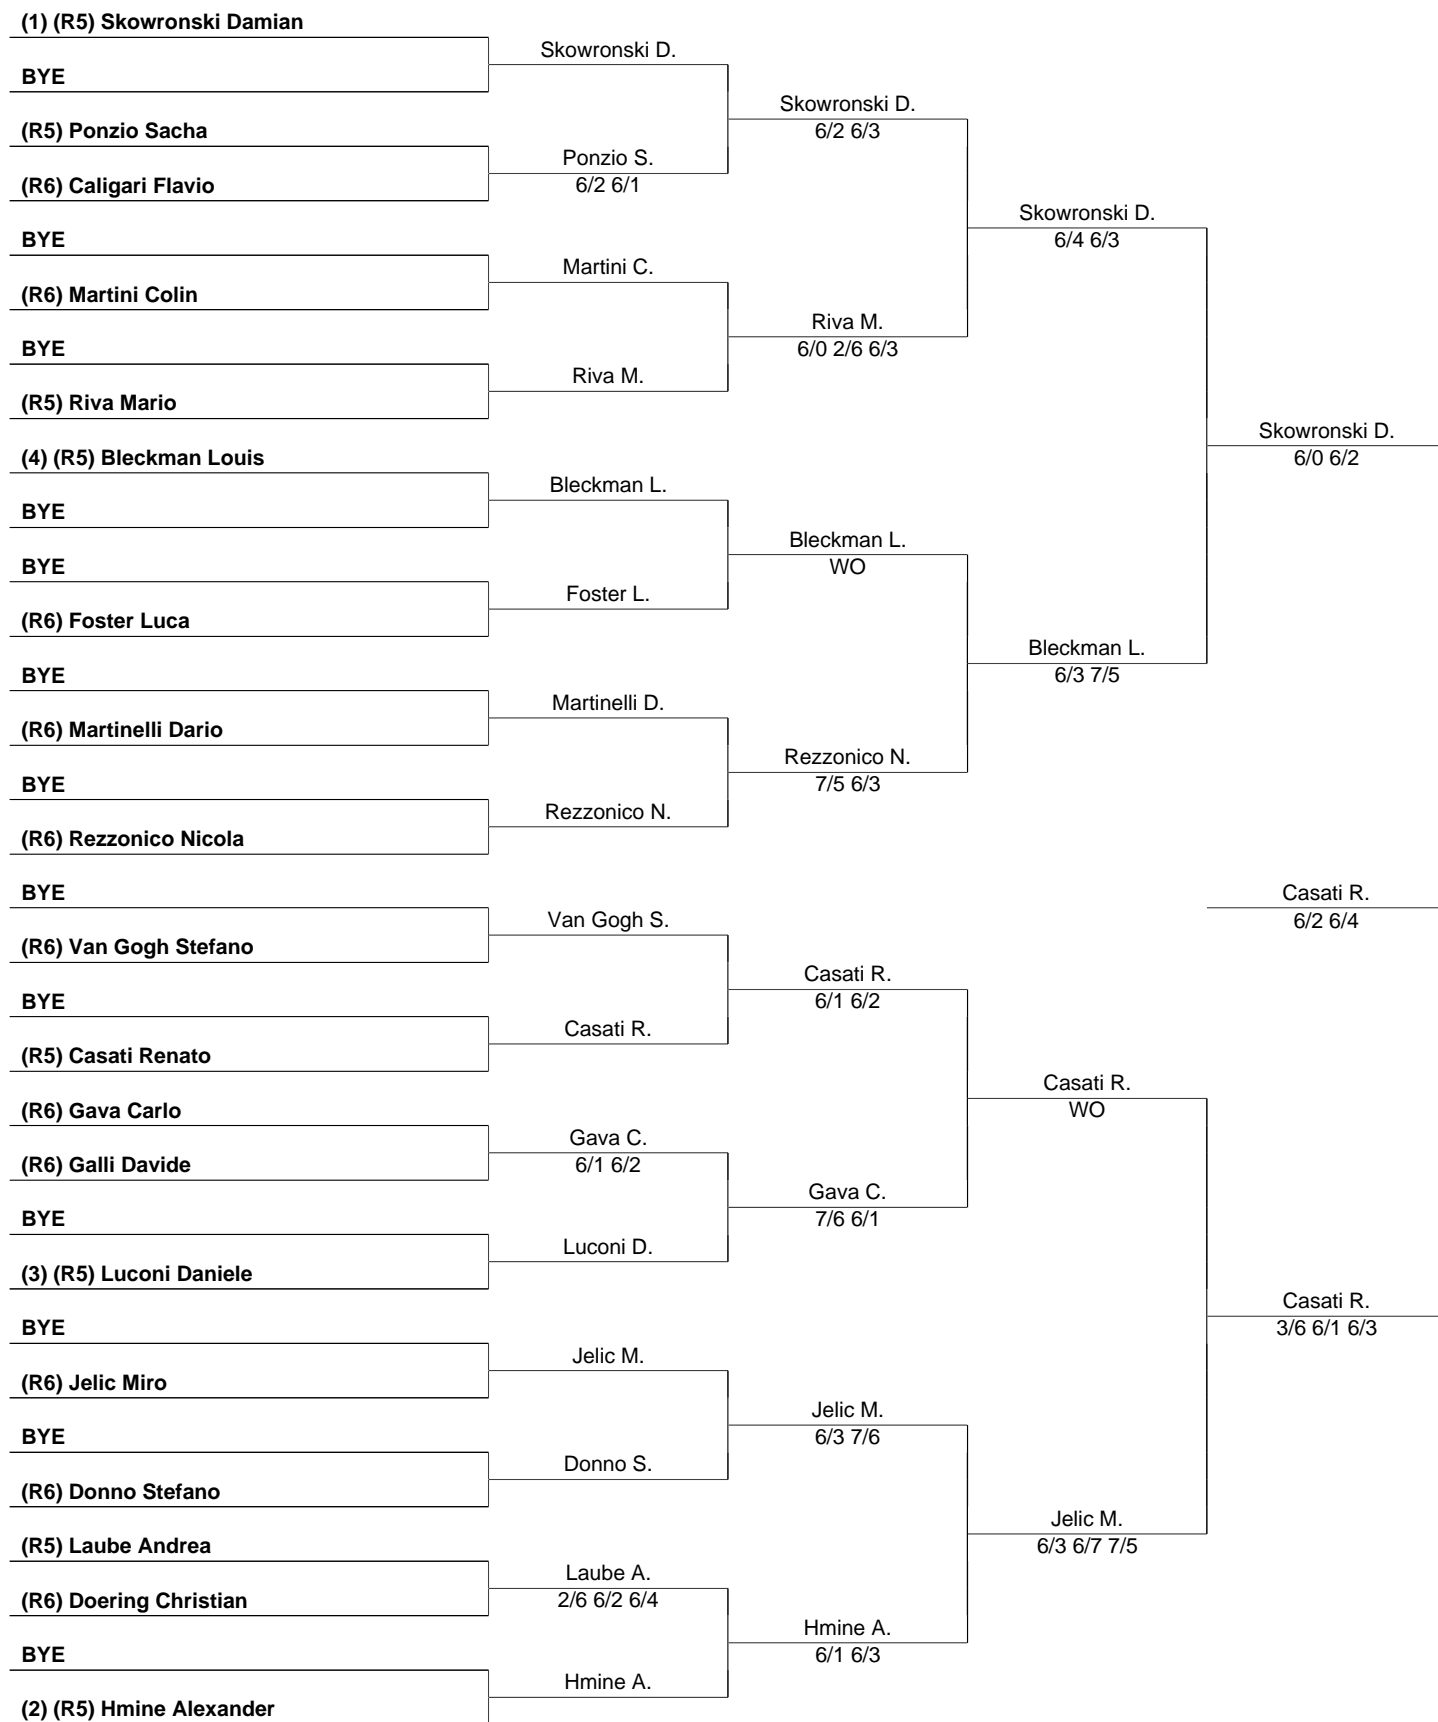 (1) (R5) Skowronski Damian
Skowronski D.
BYE
Skowronski D.
6/2 6/3
(R5) Ponzio Sacha
Ponzio S.
6/2 6/1
(R6) Caligari Flavio
Skowronski D.
6/4 6/3
BYE
Martini C.
(R6) Martini Colin
Riva M.
6/0 2/6 6/3
BYE
Riva M.
(R5) Riva Mario
Skowronski D.
6/0 6/2
(4) (R5) Bleckman Louis
Bleckman L.
BYE
Bleckman L.
WO
BYE
Foster L.
(R6) Foster Luca
Bleckman L.
6/3 7/5
BYE
Martinelli D.
(R6) Martinelli Dario
Rezzonico N.
7/5 6/3
BYE
Rezzonico N.
(R6) Rezzonico Nicola
BYE
Casati R.
6/2 6/4
Van Gogh S.
(R6) Van Gogh Stefano
Casati R.
6/1 6/2
BYE
Casati R.
(R5) Casati Renato
Casati R.
WO
(R6) Gava Carlo
Gava C.
6/1 6/2
(R6) Galli Davide
Gava C.
7/6 6/1
BYE
Luconi D.
(3) (R5) Luconi Daniele
Casati R.
3/6 6/1 6/3
BYE
Jelic M.
(R6) Jelic Miro
Jelic M.
6/3 7/6
BYE
Donno S.
(R6) Donno Stefano
Jelic M.
6/3 6/7 7/5
(R5) Laube Andrea
Laube A.
2/6 6/2 6/4
(R6) Doering Christian
Hmine A.
6/1 6/3
BYE
Hmine A.
(2) (R5) Hmine Alexander